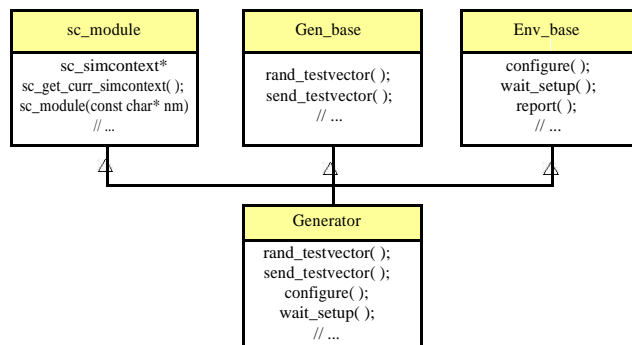 sc_module
sc_simcontext*
sc_get_curr_simcontext( );
sc_module(const char* nm)
// ...
Gen_base
rand_testvector( );
send_testvector( );
// ...
Env_base
configure( );
wait_setup( );
report( );
// ...
Generator
rand_testvector( );
send_testvector( );
configure( );
wait_setup( );
// ...